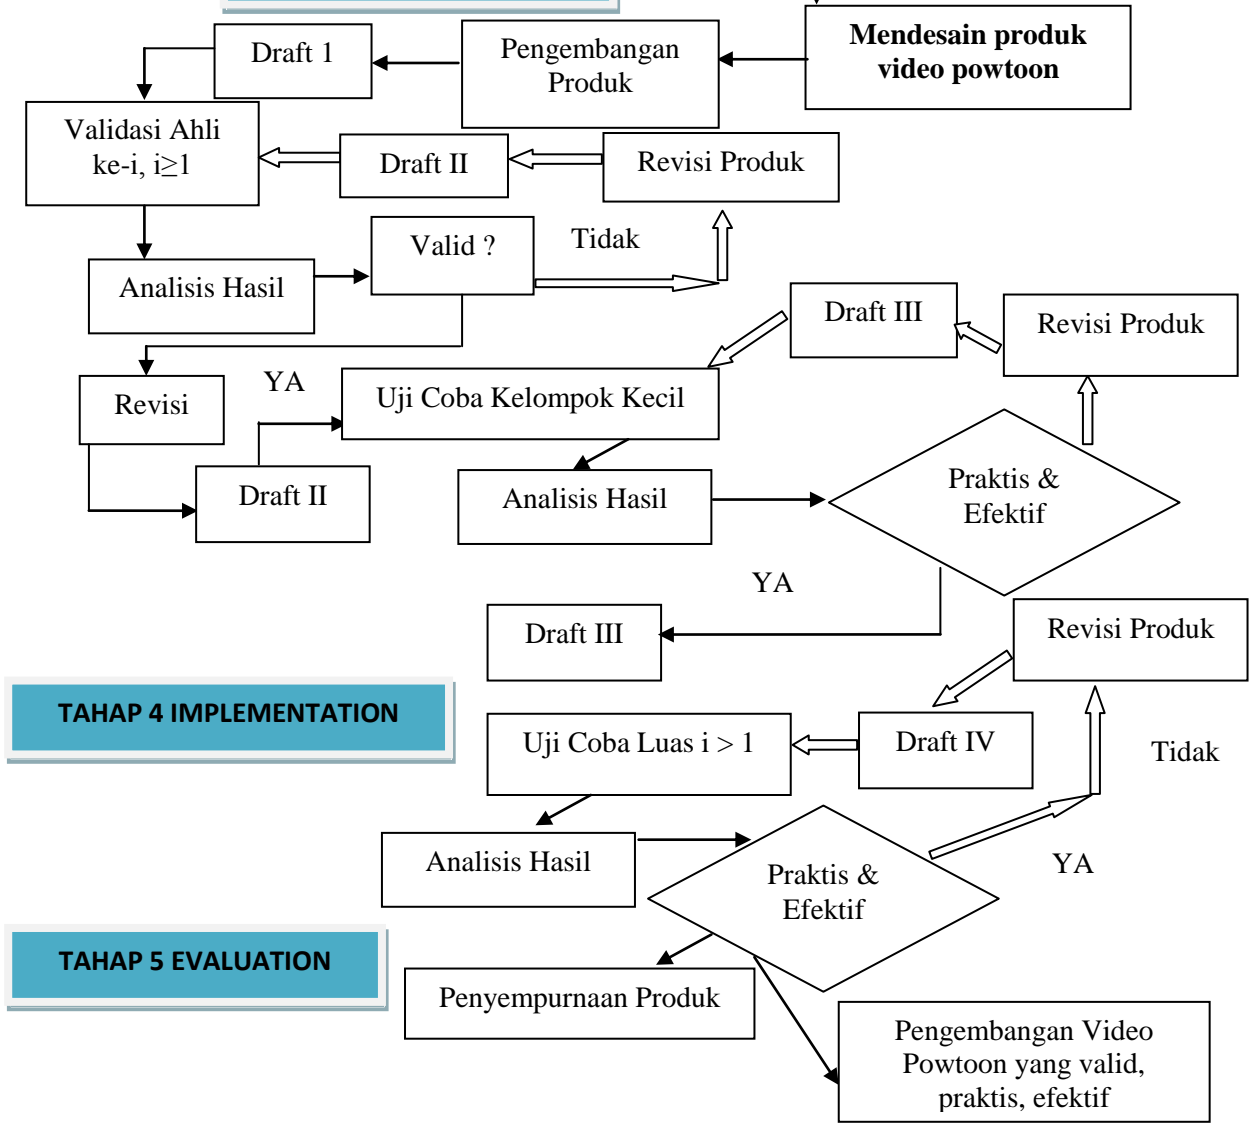 Mendesain produk
video powtoon
Pengembangan
Produk
Draft 1
Validasi Ahli
ke-i, i≥1
Draft II
Revisi Produk
Valid ?
Tidak
Analisis Hasil
Draft III
Revisi Produk
YA
Revisi
Uji Coba Kelompok Kecil
Draft II
Analisis Hasil
Praktis &
Efektif
YA
Draft III
Revisi Produk
TAHAP 4 IMPLEMENTATION
Uji Coba Luas i > 1
Draft IV
Tidak
Analisis Hasil
Praktis &
Efektif
YA
TAHAP 5 EVALUATION
Penyempurnaan Produk
Pengembangan Video
Powtoon yang valid,
praktis, efektif